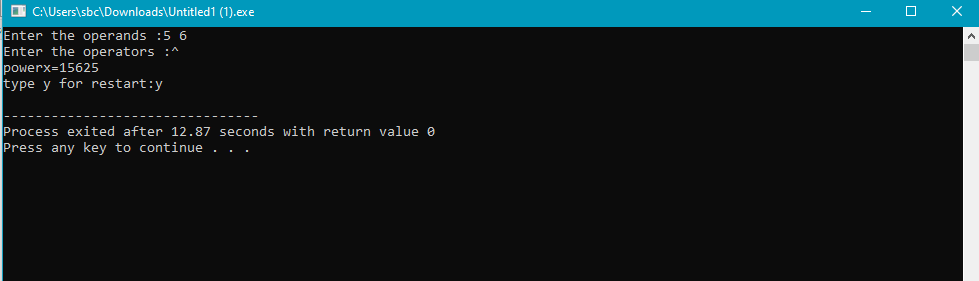 C:\Users\sbc\Downloads\Untitled1 (1).exe
Enter the operands :5 6
Enter the operators :^
powerx=15625
type y for restart:y
--------------------------------
Process exited after 12.87 seconds with return value 0
Press any key to continue . . .